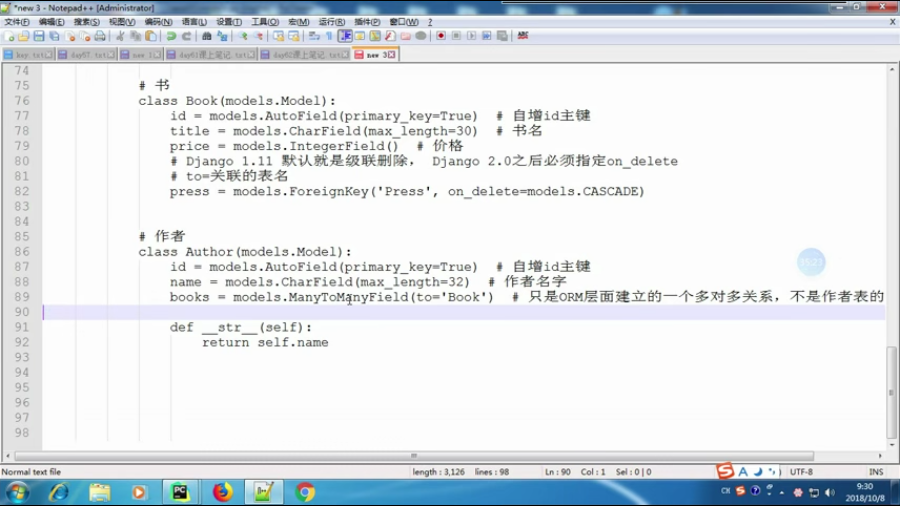 *new 3 - Notepad++ [Administrator]
文件(F) 编辑(E) 搜索(S) 视图(V) 编码(N) 语言(L) 设置(T) 工具(O) 宏(M) 运行(R) 插件(P) 窗口(W) ?
key.txt day57.txt new 1 day01课上笔记.txt day02课上笔记.txt new 3
74
75 # 书
76 class Book(models.Model):
77 id = models.AutoField(primary_key=True) # 自增id主键
78 title = models.CharField(max_length=30) # 书名
79 price = models.IntegerField() # 价格
80 # Django 1.11 默认就是级联删除， Django 2.0之后必须指定on_delete
81 # to=关联的表名
82 press = models.ForeignKey('Press', on_delete=models.CASCADE)
83
84
85 # 作者
86 class Author(models.Model):
87 id = models.AutoField(primary_key=True) # 自增id主键
88 name = models.CharField(max_length=32) # 作者名字
89 books = models.ManyToManyField(to='Book') # 只是ORM层面建立的一个多对多关系，不是作者表的
90
91 def __str__(self):
92 return self.name
93
94
95
96
97
98
15:27
Normal text file length : 3,126 lines : 98 Ln : 90 Col : 1 Sel : 0 | 0 UTF-8 INS
CH
9:30
2018/10/8